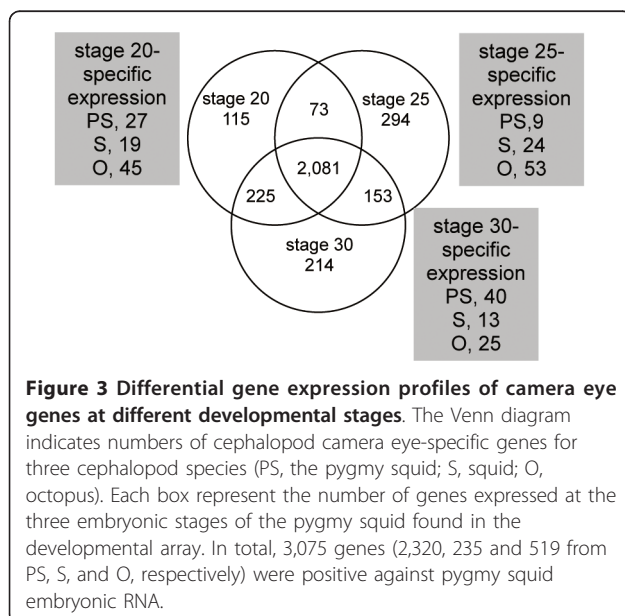 stage 20-
specific
expression
PS, 27
S, 19
O, 45
stage 20
115
73
stage 25
294
2,081
225
153
stage 30
214
stage 25-
specific
expression
PS,9
S, 24
O, 53
stage 30-
specific
expression
PS, 40
S, 13
O, 25
Figure 3 Differential gene expression profiles of camera eye
genes at different developmental stages. The Venn diagram
indicates numbers of cephalopod camera eye-specific genes for
three cephalopod species (PS, the pygmy squid; S, squid; O,
octopus). Each box represent the number of genes expressed at the
three embryonic stages of the pygmy squid found in the
developmental array. In total, 3,075 genes (2,320, 235 and 519 from
PS, S, and O, respectively) were positive against pygmy squid
embryonic RNA.